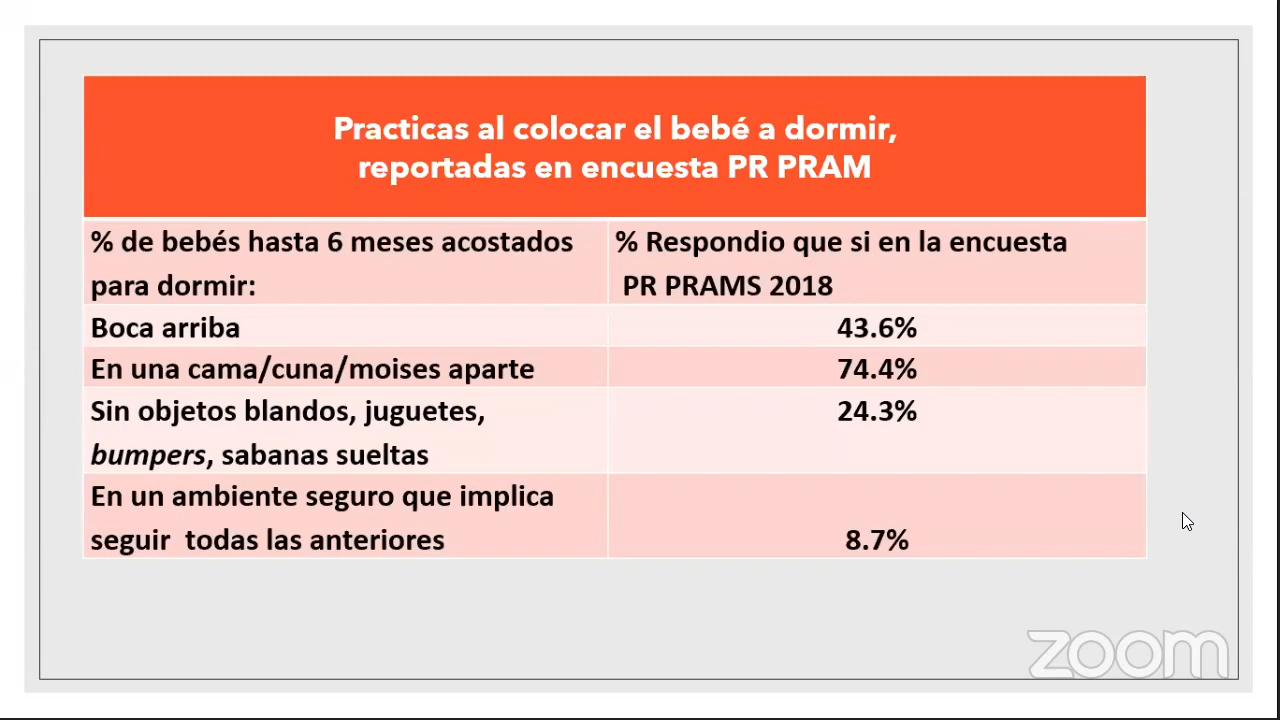 Practicas al colocar el bebé a dormir,
reportadas en encuesta PR PRAM
% de bebés hasta 6 meses acostados
para dormir:
% Respondio que si en la encuesta
PR PRAMS 2018
Boca arriba
43.6%
En una cama/cuna/moises aparte
74.4%
Sin objetos blandos, juguetes,
bumpers, sabanas sueltas
24.3%
En un ambiente seguro que implica
seguir todas las anteriores
8.7%
zoom